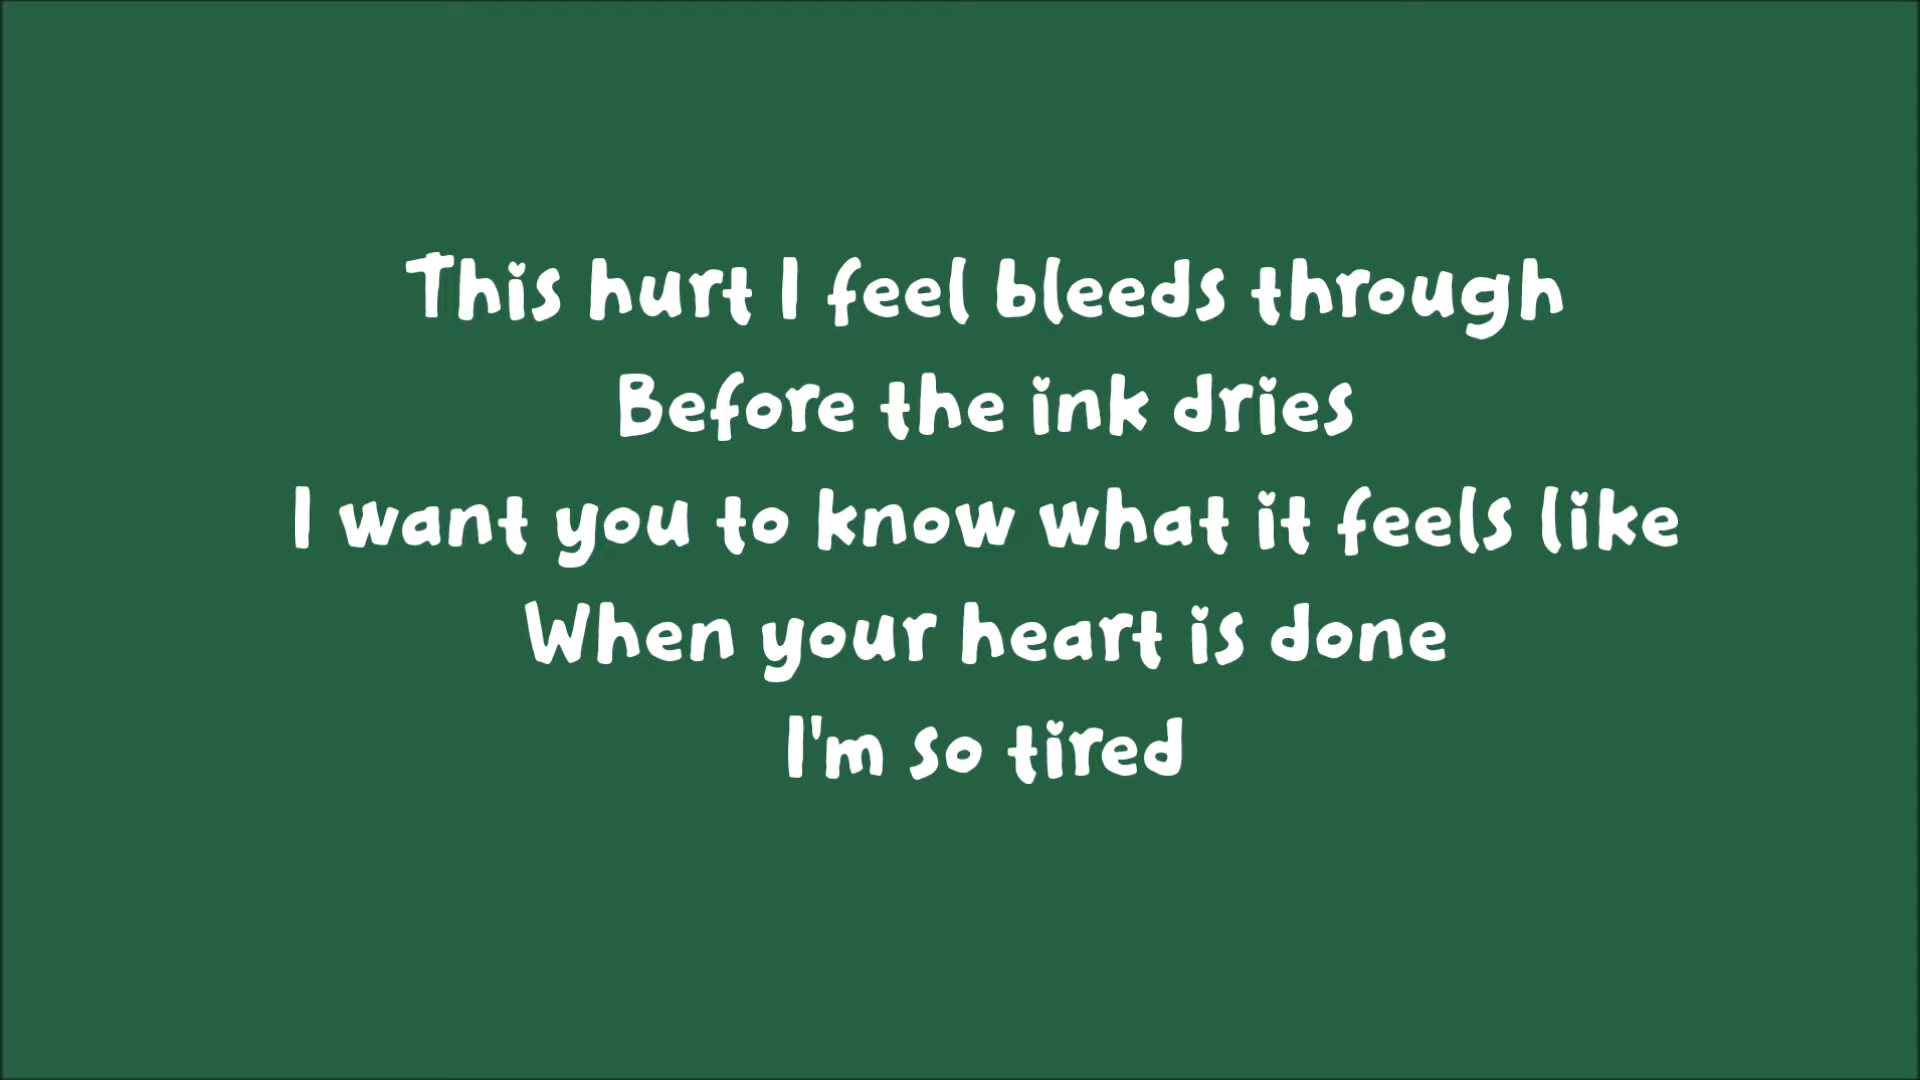 This hurt I feel bleeds through
Before the ink dries
I want you to know what it feels like
When your heart is done
I'm so tired